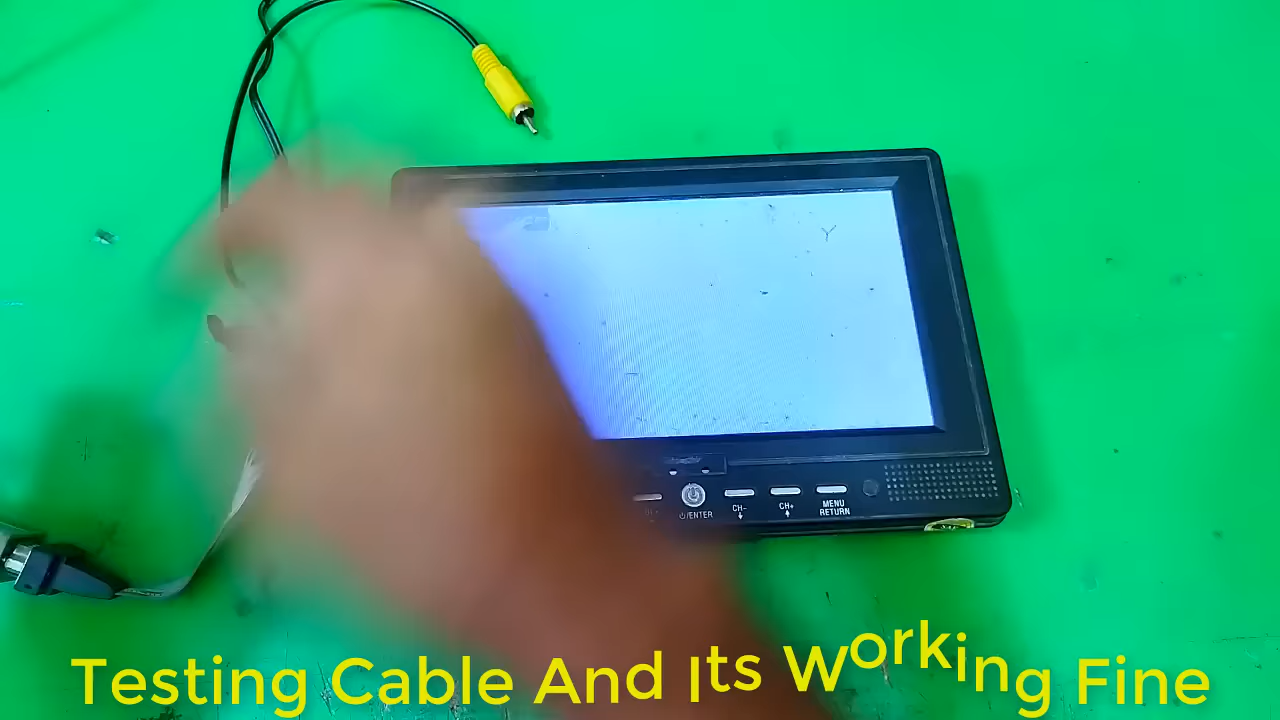 ⏻/ENTER
CH-
CH+
MENU
RETURN
Testing Cable And Its Working Fine